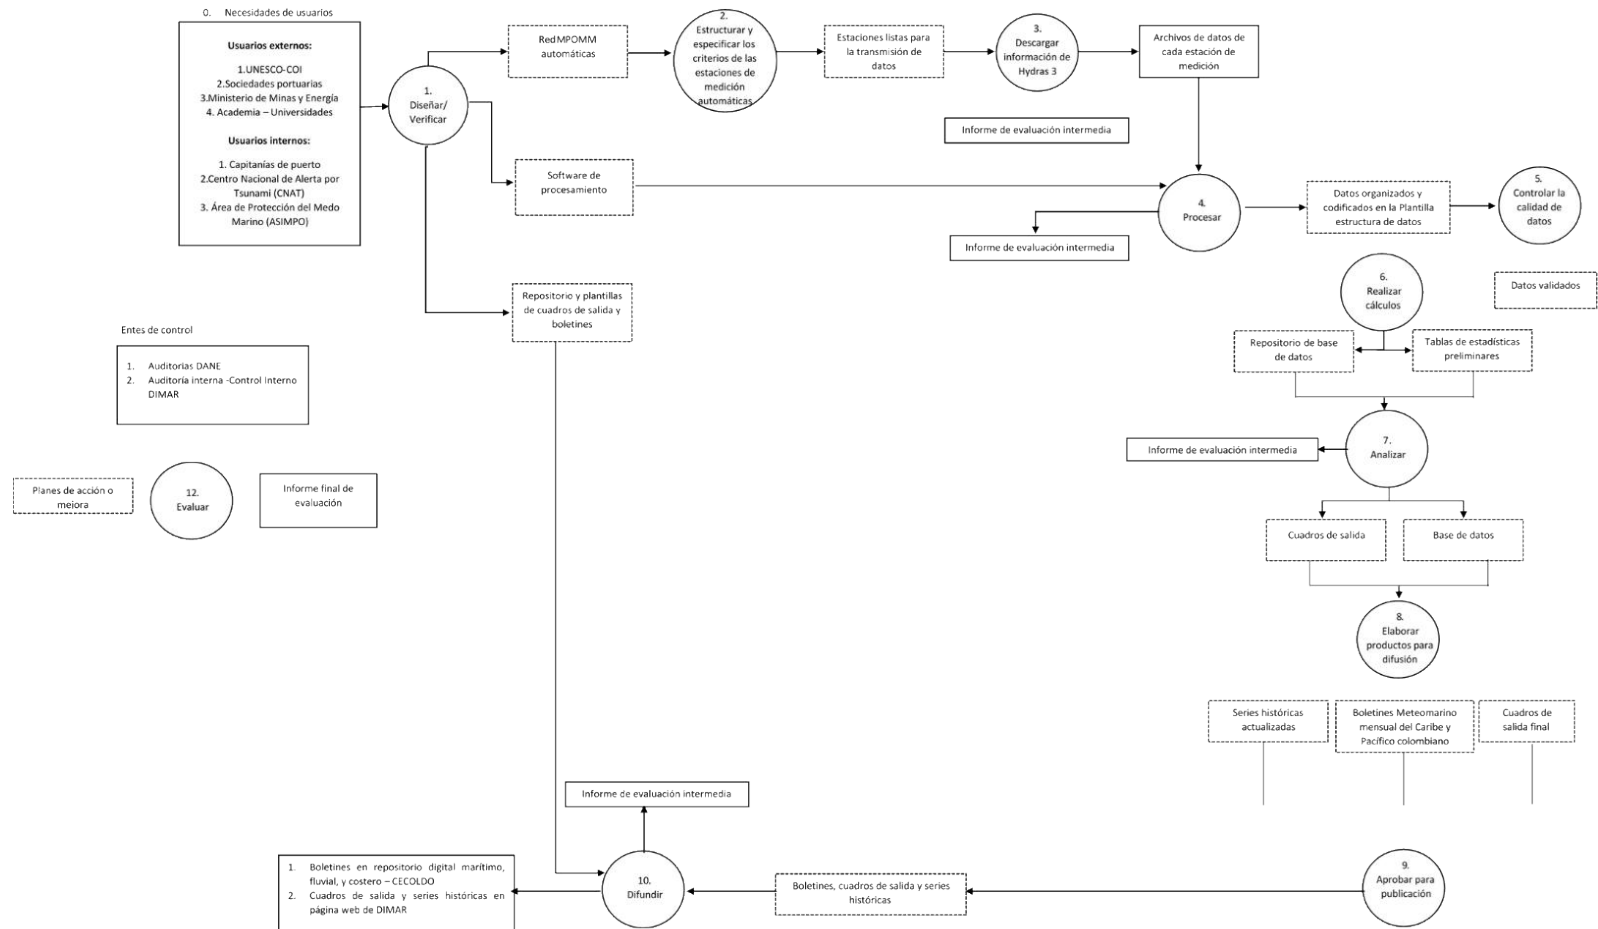 0. Necesidades de usuarios
Usuarios externos:
1.UNESCO-COI
2.Sociedades portuarias
3.Ministerio de Minas y Energía
4. Academia – Universidades
Usuarios internos:
1. Capitanías de puerto
2.Centro Nacional de Alerta por
Tsunami (CNAT)
3. Área de Protección del Medo
Marino (ASIMPO)
1.
Diseñar/
Verificar
Red MPOMM
automáticas
2.
Estructurar y
especificar los
criterios de las
estaciones de
medición
automáticas
Estaciones listas para
la transmisión de
datos
3.
Descargar
información de
Hydras 3
Archivos de datos de
cada estación de
medición
Informe de evaluación intermedia
Software de
procesamiento
4.
Procesar
Informe de evaluación intermedia
Datos organizados y
codificados en la Plantilla
estructura de datos
5.
Controlar la
calidad de
datos
Datos validados
6.
Realizar
cálculos
Repositorio y plantillas
de cuadros de salida y
boletines
Repositorio de base
de datos
Tablas de estadísticas
preliminares
Entes de control
1. Auditorias DANE
2. Auditoría interna -Control Interno
DIMAR
7.
Analizar
Informe de evaluación intermedia
Planes de acción o
mejora
12.
Evaluar
Informe final de
evaluación
Cuadros de salida
Base de datos
8.
Elaborar
productos para
difusión
Series históricas
actualizadas
Boletines Meteomarino
mensual del Caribe y
Pacífico colombiano
Cuadros de
salida final
Informe de evaluación intermedia
1. Boletines en repositorio digital marítimo,
fluvial, y costero – CECOLDO
2. Cuadros de salida y series históricas en
página web de DIMAR
10.
Difundir
Boletines, cuadros de salida y series
históricas
9.
Aprobar para
publicación